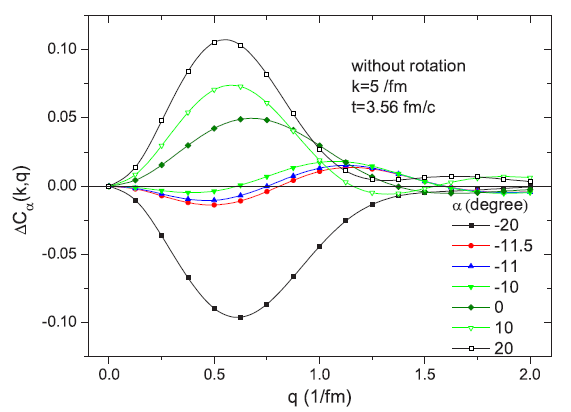 0.10
0.05
0.00
-0.05
-0.10
ΔCα(k,q)
without rotation
k=5 /fm
t=3.56 fm/c
α (degree)
-20
-11.5
-11
-10
0
10
20
0.0 0.5 1.0 1.5 2.0
q (1/fm)